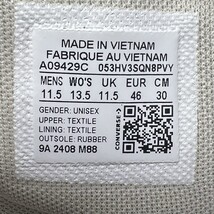 MADE IN VIETNAM
FABRIQUE AU VIETNAM
A09429C 053HV3SQN8PVY
MENS WO'S UK EUR CM
11.5 13.5 11.5 46 30
GENDER: UNISEX
UPPER: TEXTILE
LINING: TEXTILE
OUTSOLE: RUBBER
9A 2408 M88
CONVERSE